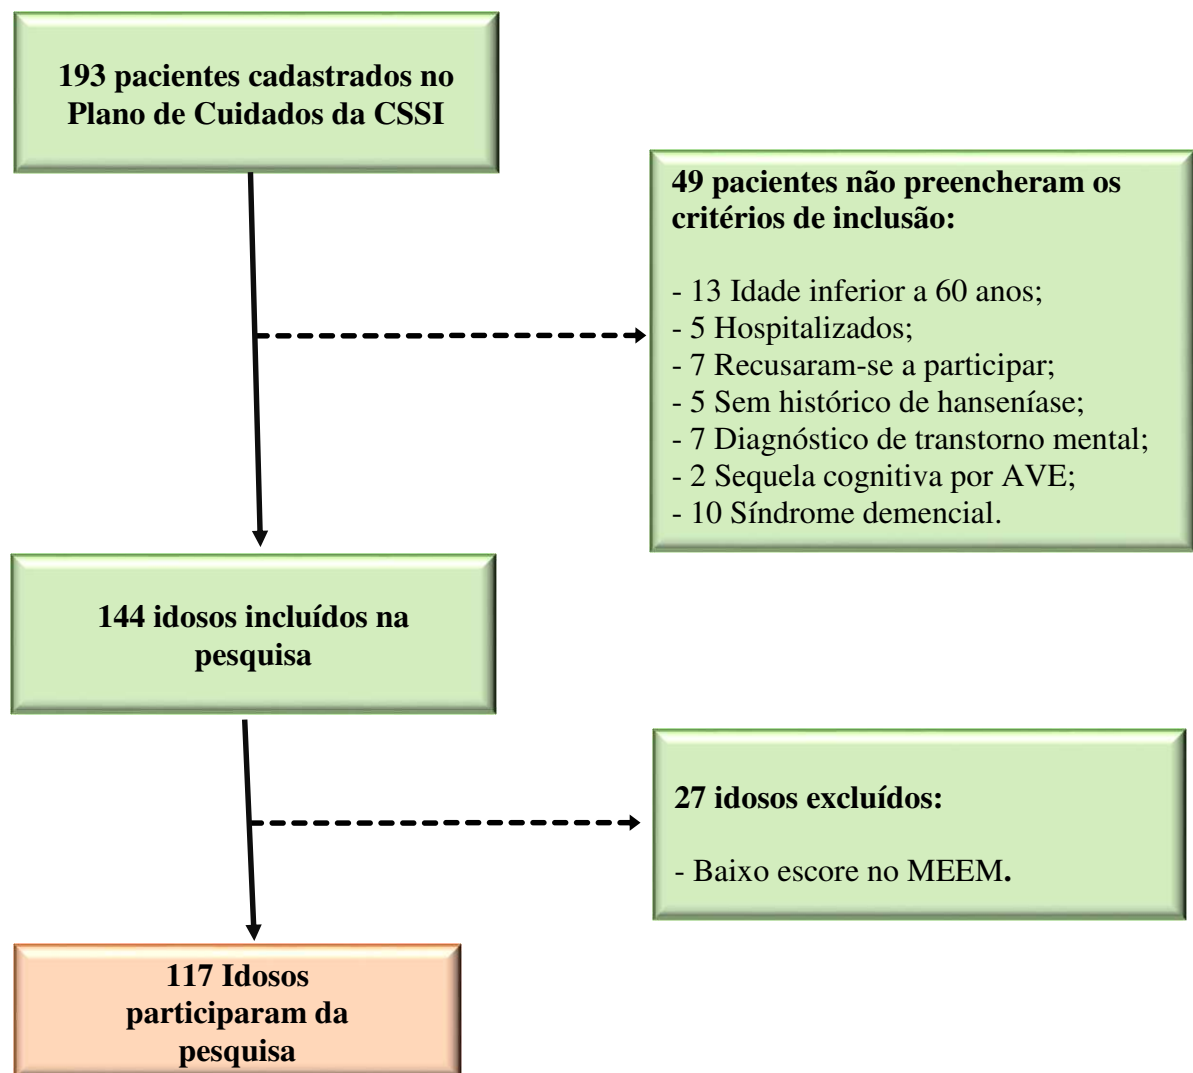 193 pacientes cadastrados no
Plano de Cuidados da CSSI
49 pacientes não preencheram os
critérios de inclusão:
- 13 Idade inferior a 60 anos;
- 5 Hospitalizados;
- 7 Recusaram-se a participar;
- 5 Sem histórico de hanseníase;
- 7 Diagnóstico de transtorno mental;
- 2 Sequela cognitiva por AVE;
- 10 Síndrome demencial.
144 idosos incluídos na
pesquisa
27 idosos excluídos:
- Baixo escore no MEEM.
117 Idosos
participaram da
pesquisa